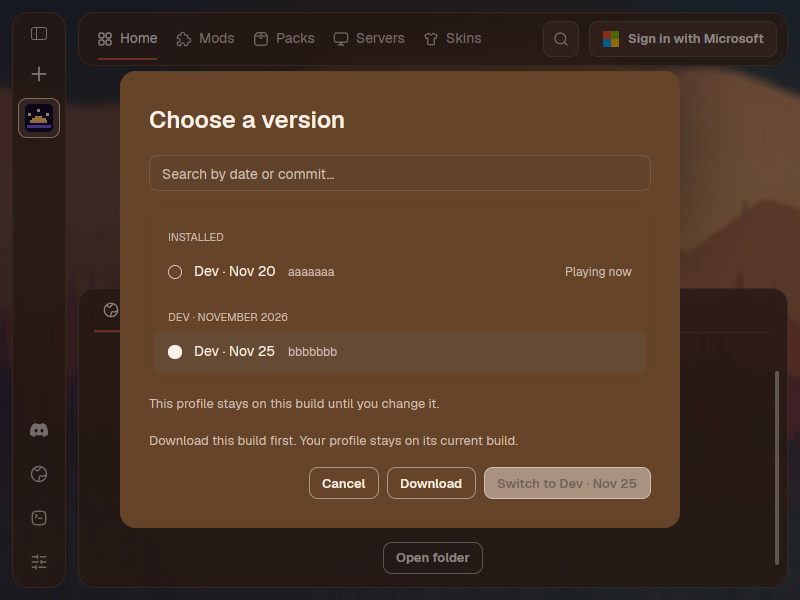 Home
Mods
Packs
Servers
Skins
Sign in with Microsoft
Choose a version
Search by date or commit...
INSTALLED
Dev · Nov 20 aaaaaaa Playing now
DEV · NOVEMBER 2026
Dev · Nov 25 bbbbbbb
This profile stays on this build until you change it.
Download this build first. Your profile stays on its current build.
Cancel
Download
Switch to Dev · Nov 25
Open folder